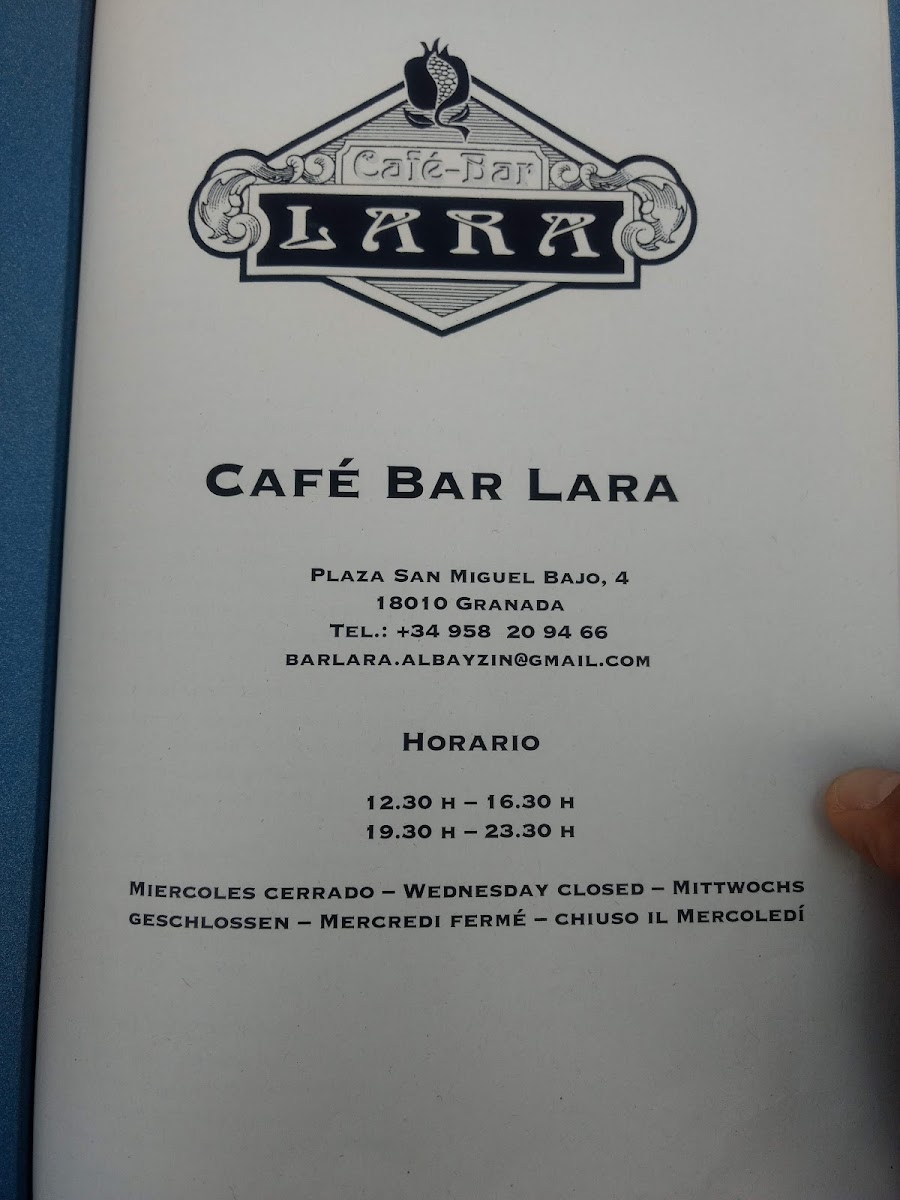 Café-Bar
LARA
CAFÉ BAR LARA
PLAZA SAN MIGUEL BAJO, 4
18010 GRANADA
TEL.: +34 958 20 94 66
BARLARA.ALBAYZIN@GMAIL.COM
HORARIO
12.30 H – 16.30 H
19.30 H – 23.30 H
MIERCOLES CERRADO – WEDNESDAY CLOSED – MITTWOCHS
GESCHLOSSEN – MERCREDI FERMÉ – CHIUSO IL MERCOLEDÍ